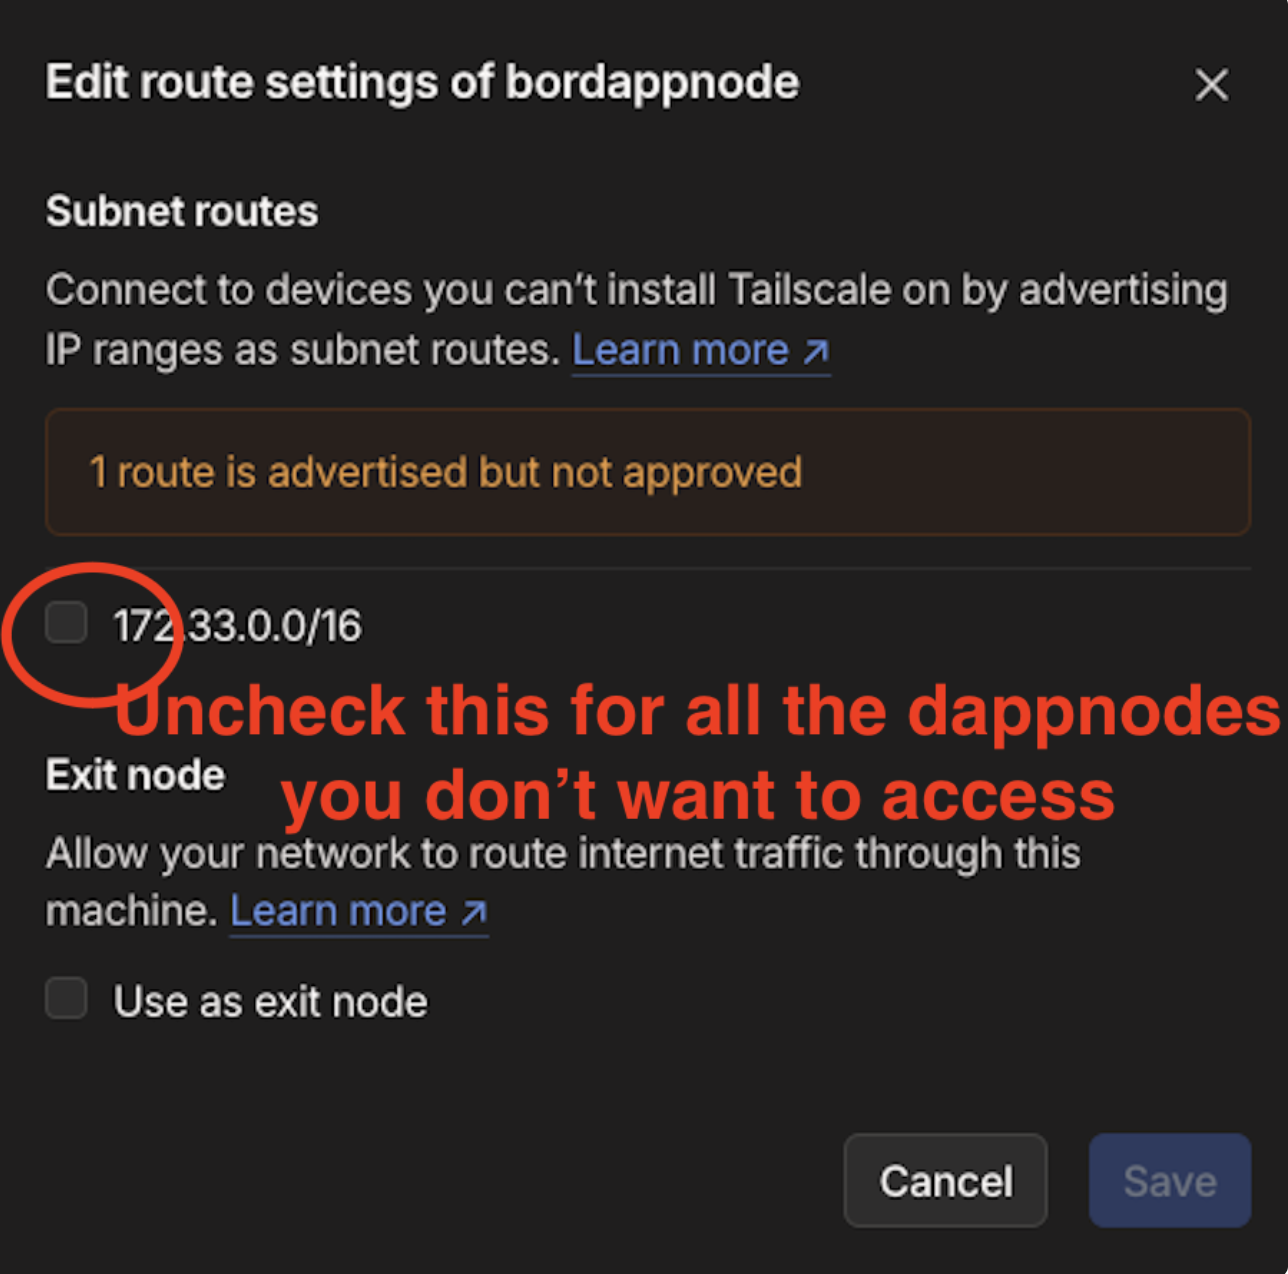 Edit route settings of bordappnode
Subnet routes
Connect to devices you can't install Tailscale on by advertising
IP ranges as subnet routes. Learn more ↗
1 route is advertised but not approved
172.33.0.0/16
Uncheck this for all the dappnodes
you don't want to access
Exit node
Allow your network to route internet traffic through this
machine. Learn more ↗
Use as exit node
Cancel
Save